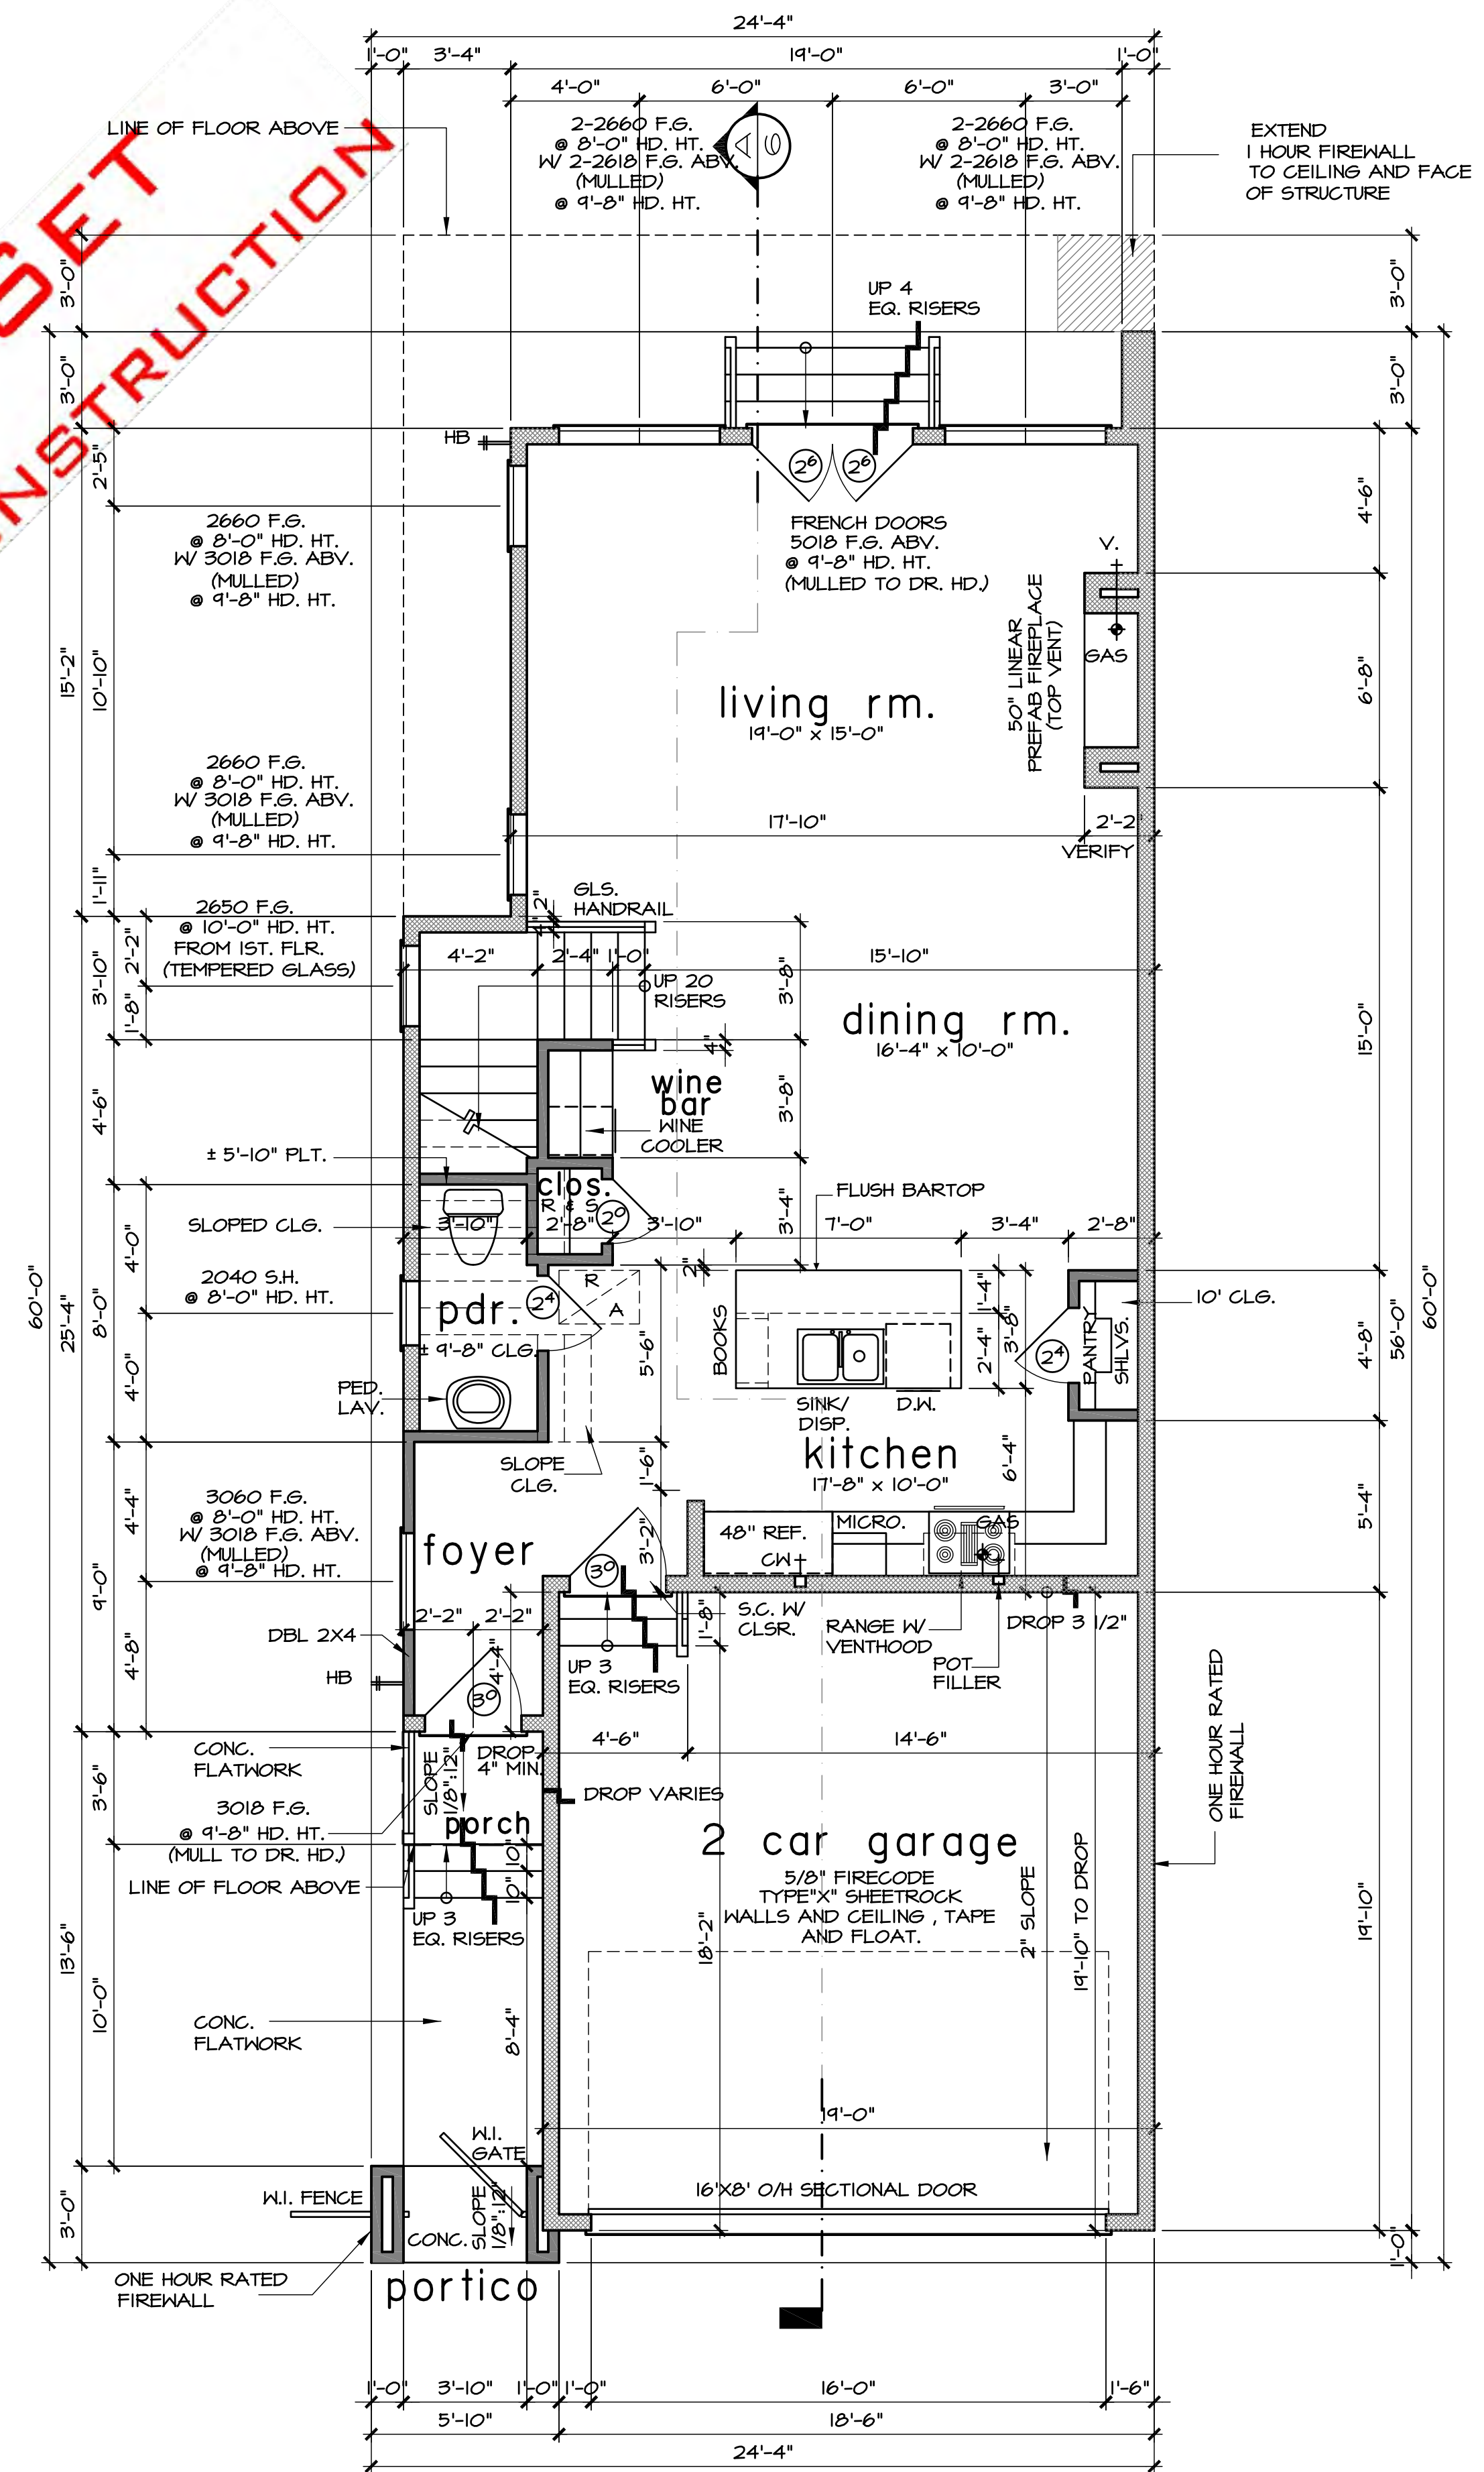 24'-4"
1'-0" 3'-4" 19'-0" 1'-0"
4'-0" 6'-0" 6'-0" 3'-0"
SET
NSTRUCTION
LINE OF FLOOR ABOVE
2-2660 F.G.
@ 8'-0" HD. HT.
W/ 2-2618 F.G. ABV.
(MULLED)
@ 9'-8" HD. HT.
A 6
2-2660 F.G.
@ 8'-0" HD. HT.
W/ 2-2618 F.G. ABV.
(MULLED)
@ 9'-8" HD. HT.
EXTEND
1 HOUR FIREWALL
TO CEILING AND FACE
OF STRUCTURE
3'-0"
3'-0"
3'-0"
3'-0"
UP 4
EQ. RISERS
HB
2'-5"
2⁶ 2⁶
FRENCH DOORS
5018 F.G. ABV.
@ 9'-8" HD. HT.
(MULLED TO DR. HD.)
2660 F.G.
@ 8'-0" HD. HT.
W/ 3018 F.G. ABV.
(MULLED)
@ 9'-8" HD. HT.
V.
4'-6"
50" LINEAR
PREFAB FIREPLACE
(TOP VENT)
GAS
15'-2"
10'-10"
6'-8"
living rm.
19'-0" x 15'-0"
2660 F.G.
@ 8'-0" HD. HT.
W/ 3018 F.G. ABV.
(MULLED)
@ 9'-8" HD. HT.
17'-10" 2'-2
VERIFY
1'-11"
GLS.
HANDRAIL
4" 2"
2650 F.G.
@ 10'-0" HD. HT.
FROM 1ST. FLR.
(TEMPERED GLASS)
3'-10"
2'-2"
1'-8"
4'-2" 2'-4" 1'-0" 15'-10"
UP 20
RISERS
3'-8"
dining rm.
16'-4" x 10'-0"
15'-0"
4"
wine
bar
WINE
COOLER
3'-8"
4'-6"
± 5'-10" PLT.
clos.
R & S
2⁰
FLUSH BARTOP
3'-4"
SLOPED CLG.
3'-10" 2'-8" 3'-10" 7'-0" 3'-4" 2'-8"
4'-0"
60'-0"
25'-4"
8'-0"
4'-0"
2040 S.H.
@ 8'-0" HD. HT.
2⁴
R
A
2"
pdr.
± 9'-8" CLG.
BOOKS
1'-4"
2'-4"
3'-8"
5'-6"
2⁴
PANTRY
SHLVS.
10' CLG.
4'-8"
56'-0"
60'-0"
PED.
LAV.
SINK/
DISP.
D.W.
SLOPE
CLG.
1'-6"
kitchen
17'-8" x 10'-0"
6'-4"
5'-4"
3060 F.G.
@ 8'-0" HD. HT.
W/ 3018 F.G. ABV.
(MULLED)
@ 9'-8" HD. HT.
4'-4"
9'-0"
4'-8"
foyer
3⁰
3'-2"
48" REF.
CW
MICRO.
GAS
2'-2" 2'-2"
DBL 2X4
HB
4'-4"
3⁰
UP 3
EQ. RISERS
1'-8"
S.C. W/
CLSR.
RANGE W/
VENTHOOD
POT
FILLER
DROP 3 1/2"
ONE HOUR RATED
FIREWALL
4'-6" 14'-6"
CONC.
FLATWORK
SLOPE
1/8":12"
DROP
4" MIN.
DROP VARIES
3'-6"
3018 F.G.
@ 9'-8" HD. HT.
(MULL TO DR. HD.)
porch
10"
10"
LINE OF FLOOR ABOVE
UP 3
EQ. RISERS
2 car garage
5/8" FIRECODE
TYPE"X" SHEETROCK
WALLS AND CEILING , TAPE
AND FLOAT.
18'-2"
2" SLOPE
19'-10" TO DROP
19'-10"
13'-6"
10'-0"
CONC.
FLATWORK
8'-4"
19'-0"
W.I.
GATE
W.I. FENCE
3'-0"
CONC.
SLOPE
1/8":12"
16'X8' O/H SECTIONAL DOOR
1'-0"
ONE HOUR RATED
FIREWALL
portico
1'-0" 3'-10" 1'-0" 1'-0" 16'-0" 1'-6"
5'-10" 18'-6"
24'-4"